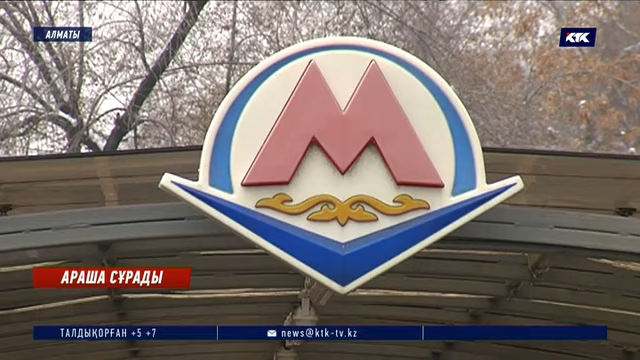 АЛМАТЫ
КТК
М
АРАША СҰРАДЫ
ТАЛДЫҚОРҒАН +5 +7
news@ktk-tv.kz